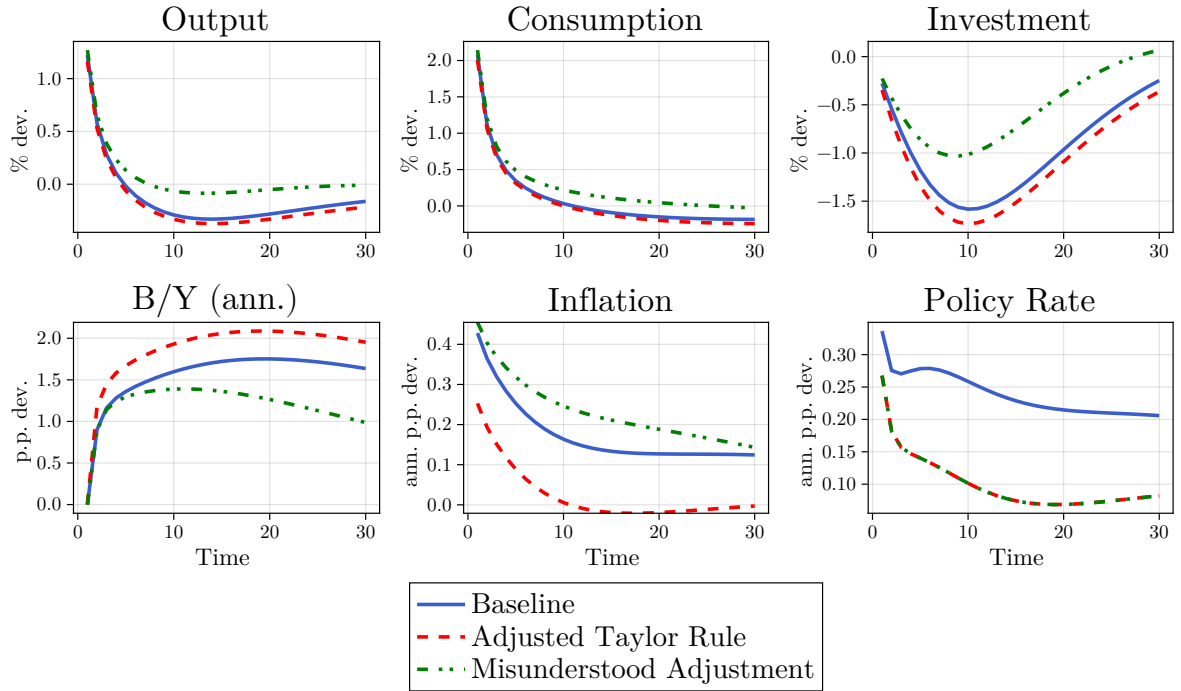 Output
Consumption
Investment
% dev.
1.0
0.5
0.0
0
10
20
30
% dev.
2.0
1.5
1.0
0.5
0.0
0
10
20
30
% dev.
0.0
−0.5
−1.0
−1.5
0
10
20
30
B/Y (ann.)
Inflation
Policy Rate
p.p. dev.
2.0
1.5
1.0
0.5
0.0
0
10
20
30
Time
ann. p.p. dev.
0.4
0.3
0.2
0.1
0.0
0
10
20
30
Time
ann. p.p. dev.
0.30
0.25
0.20
0.15
0.10
0
10
20
30
Time
Baseline
Adjusted Taylor Rule
Misunderstood Adjustment